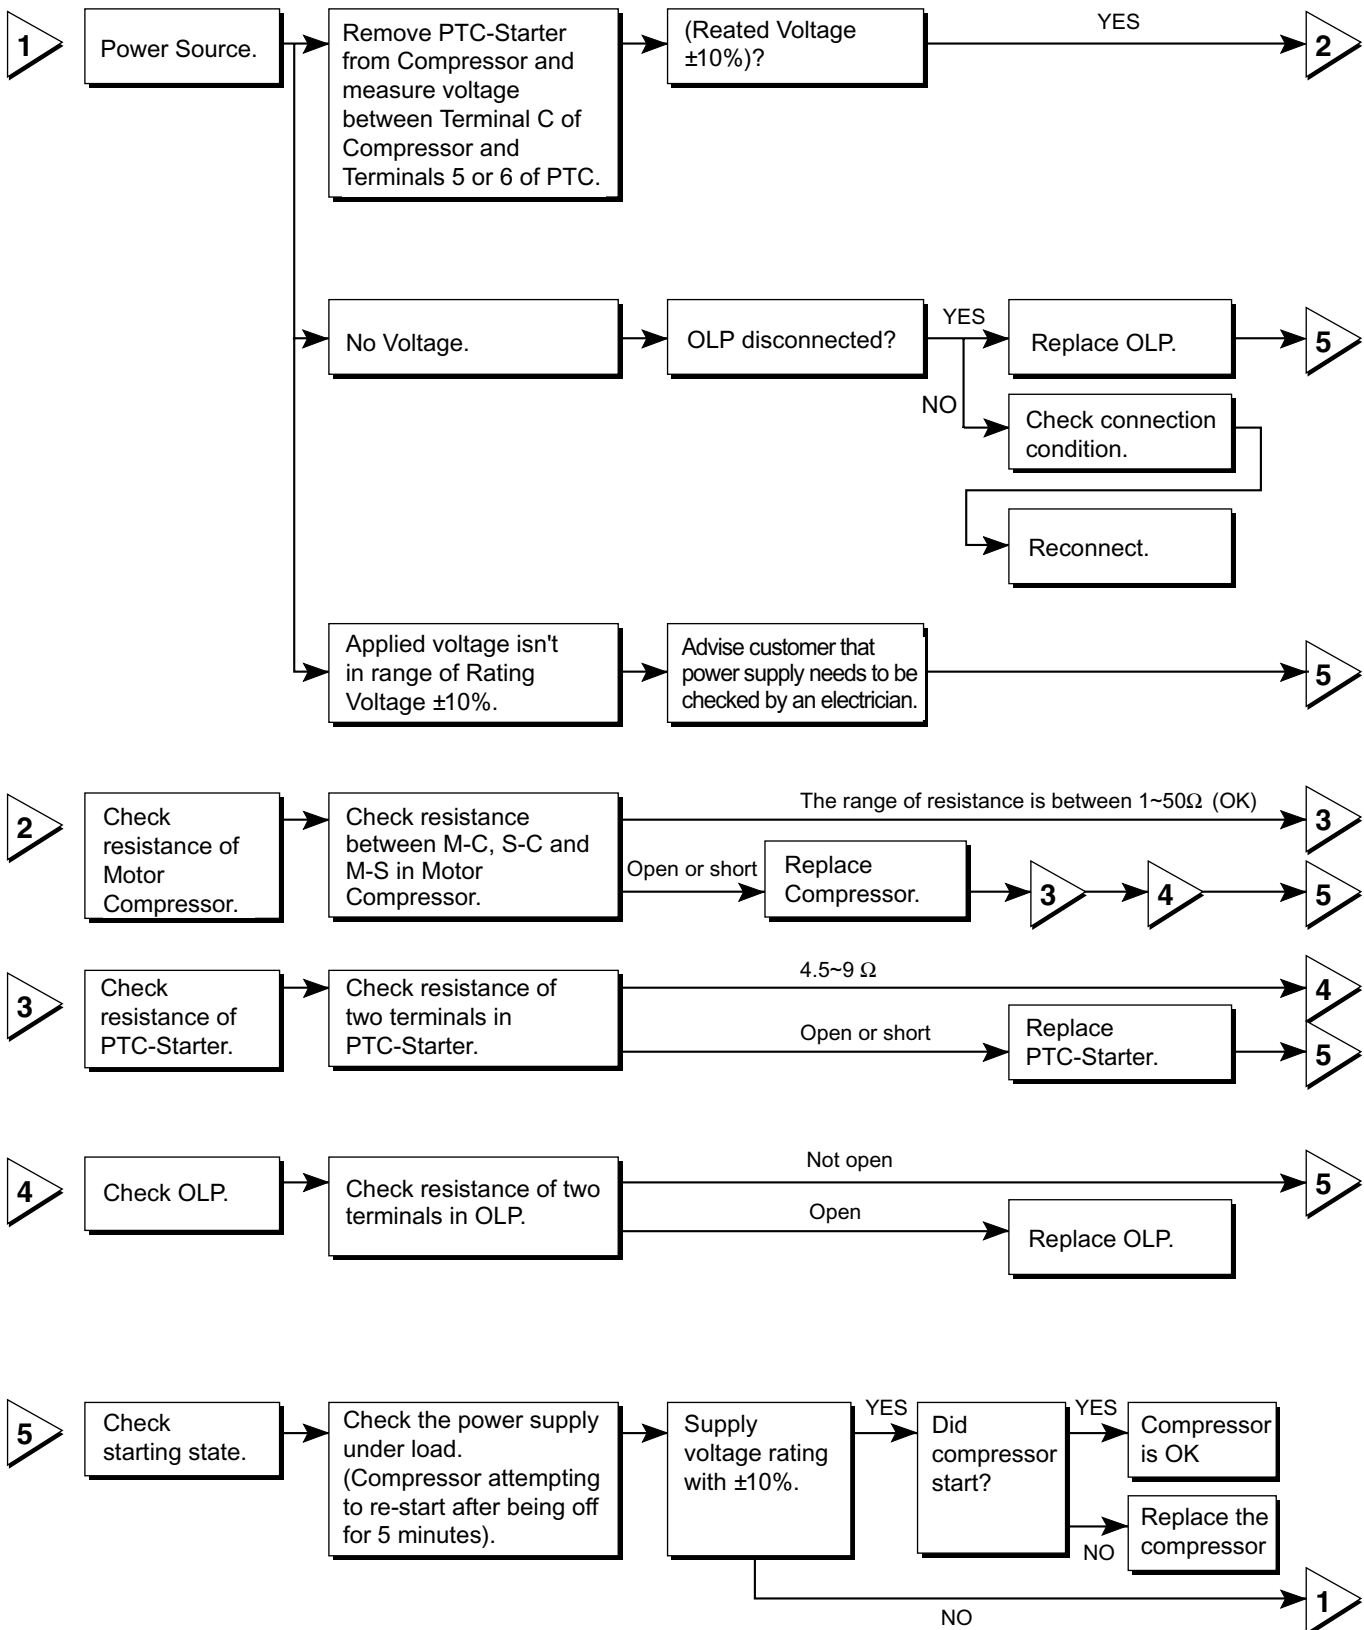 1
Power Source.
Remove PTC-Starter
from Compressor and
measure voltage
between Terminal C of
Compressor and
Terminals 5 or 6 of PTC.
(Reated Voltage
±10%)?
YES
2
No Voltage.
OLP disconnected?
YES
Replace OLP.
5
NO
Check connection
condition.
Reconnect.
Applied voltage isn't
in range of Rating
Voltage ±10%.
Advise customer that
power supply needs to be
checked by an electrician.
5
2
Check
resistance of
Motor
Compressor.
Check resistance
between M-C, S-C and
M-S in Motor
Compressor.
The range of resistance is between 1~50Ω (OK)
3
Open or short
Replace
Compressor.
3
4
5
3
Check
resistance of
PTC-Starter.
Check resistance of
two terminals in
PTC-Starter.
4.5~9 Ω
4
Open or short
Replace
PTC-Starter.
5
4
Check OLP.
Check resistance of two
terminals in OLP.
Not open
5
Open
Replace OLP.
5
Check
starting state.
Check the power supply
under load.
(Compressor attempting
to re-start after being off
for 5 minutes).
Supply
voltage rating
with ±10%.
YES
Did
compressor
start?
YES
Compressor
is OK
NO
Replace the
compressor
NO
1